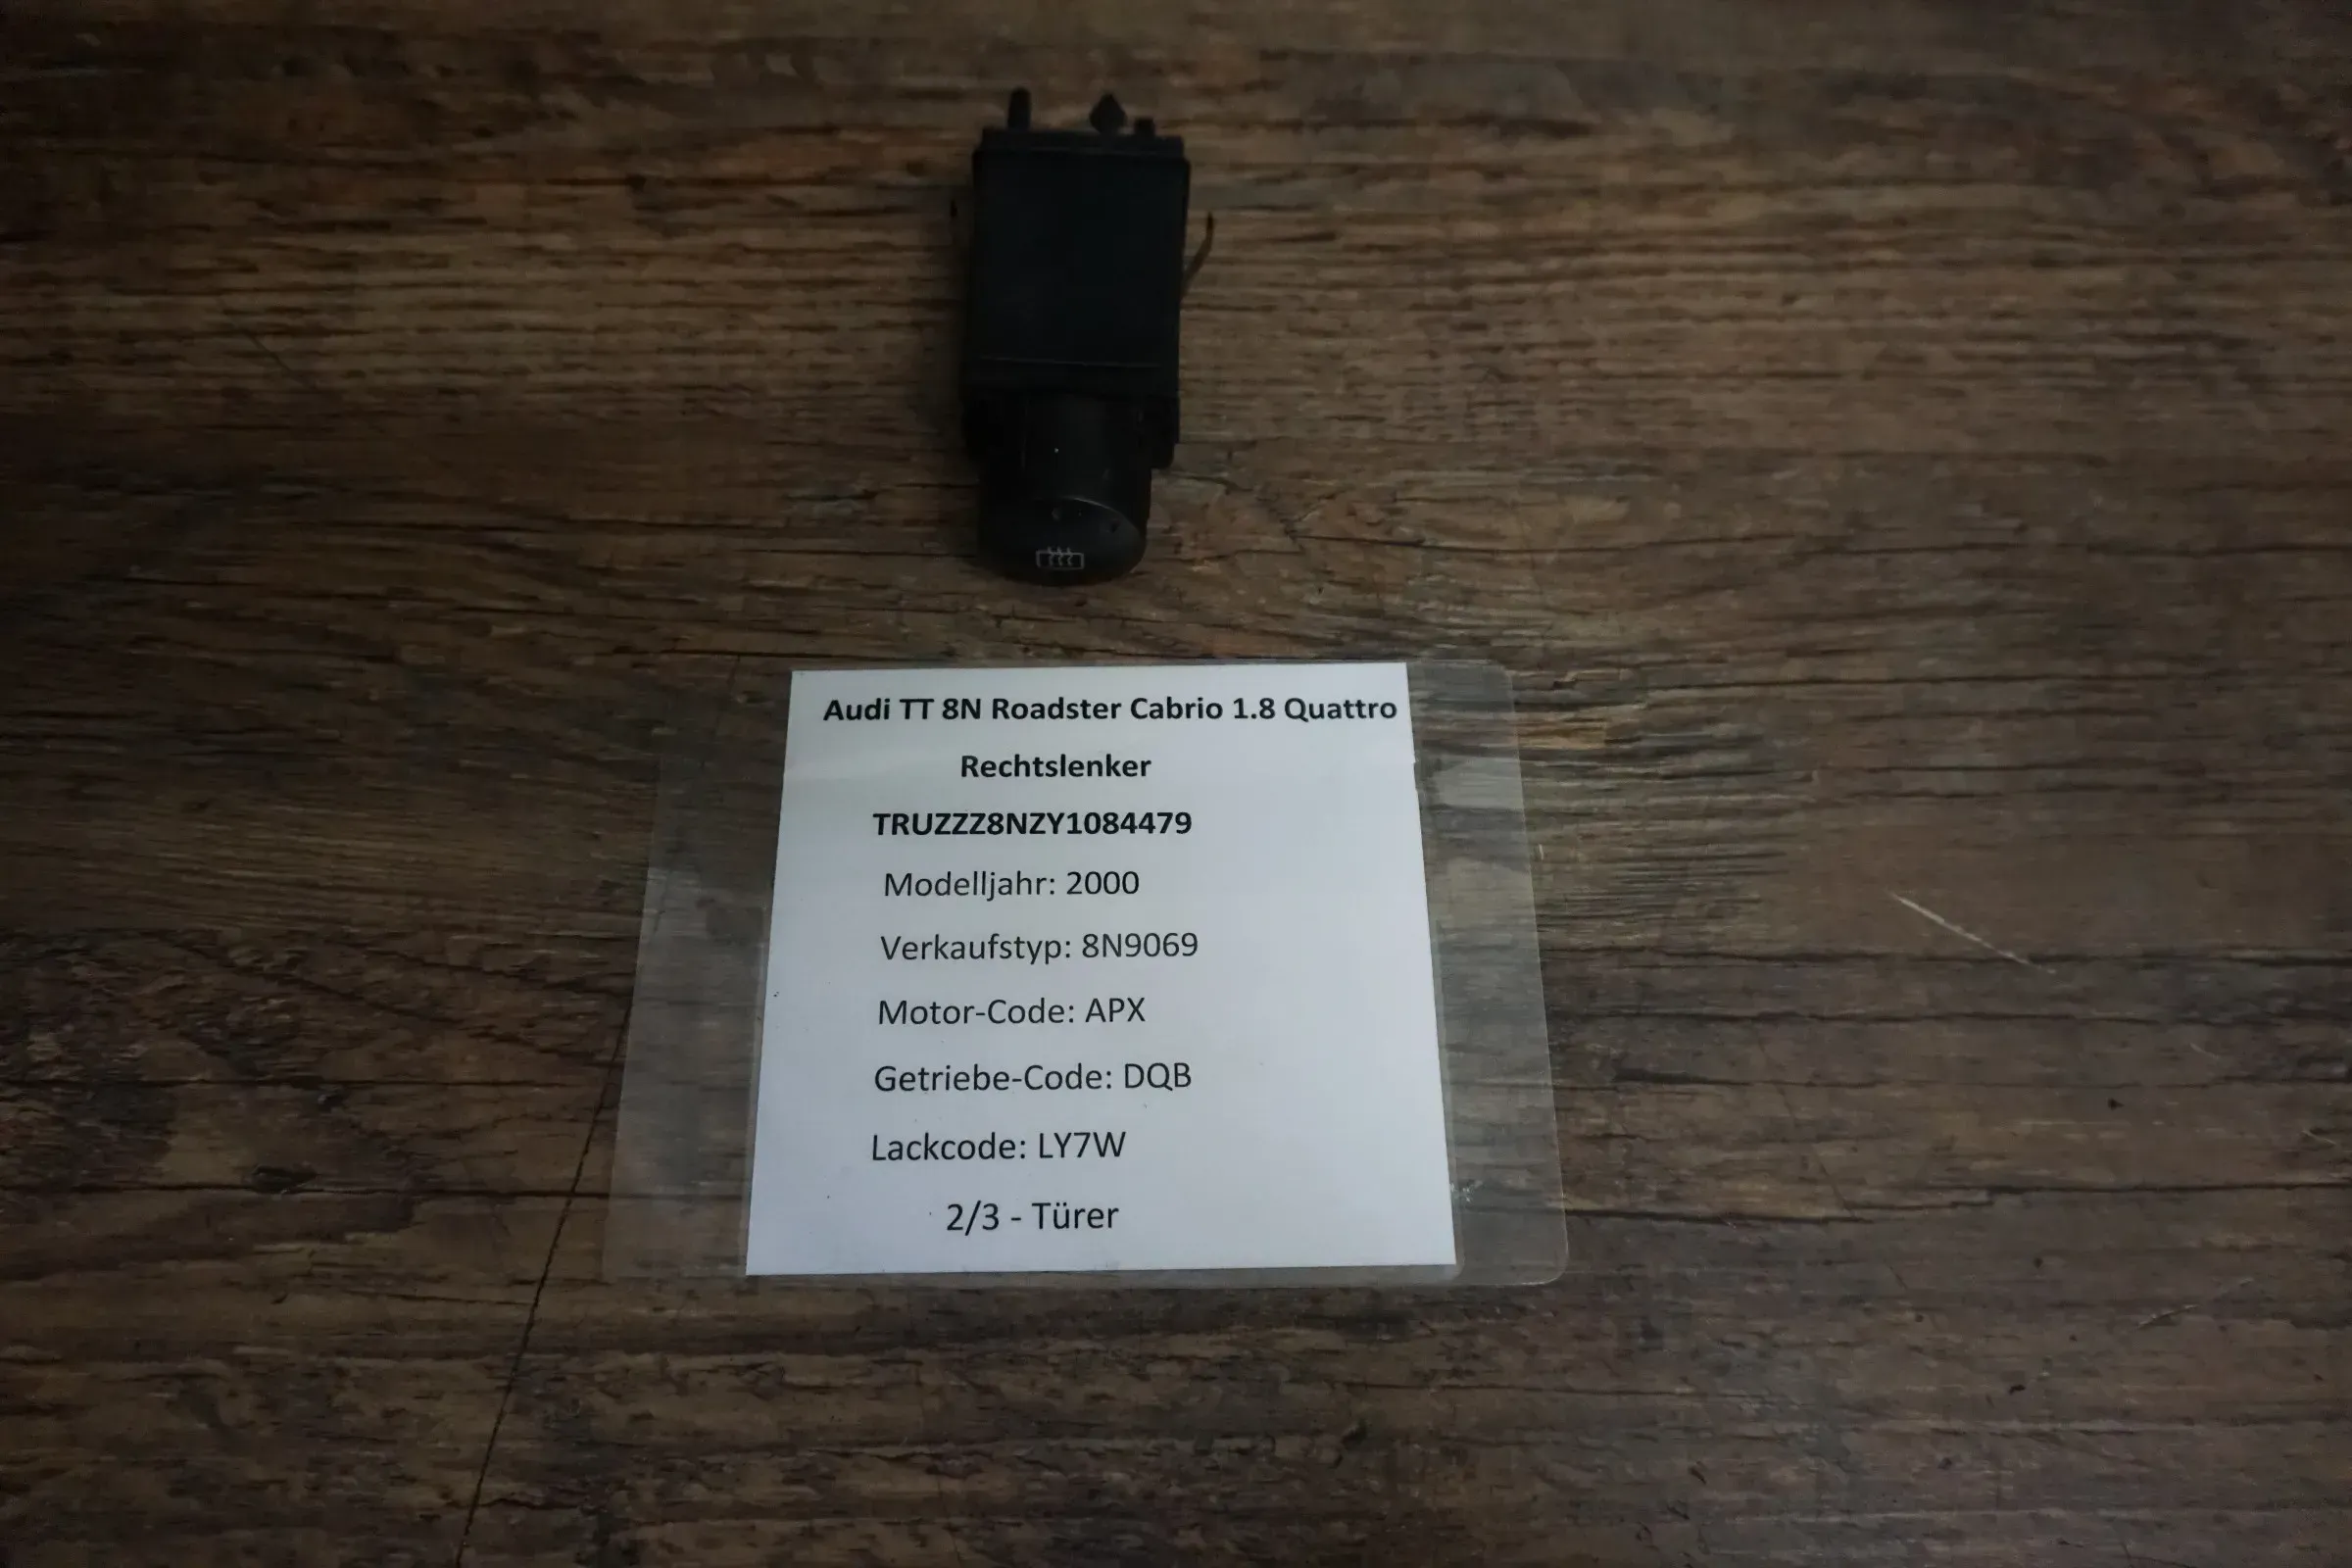 Audi TT 8N Roadster Cabrio 1.8 Quattro
Rechtslenker
TRUZZZ8NZY1084479
Modelljahr: 2000
Verkaufstyp: 8N9069
Motor-Code: APX
Getriebe-Code: DQB
Lackcode: LY7W
2/3 - Türer